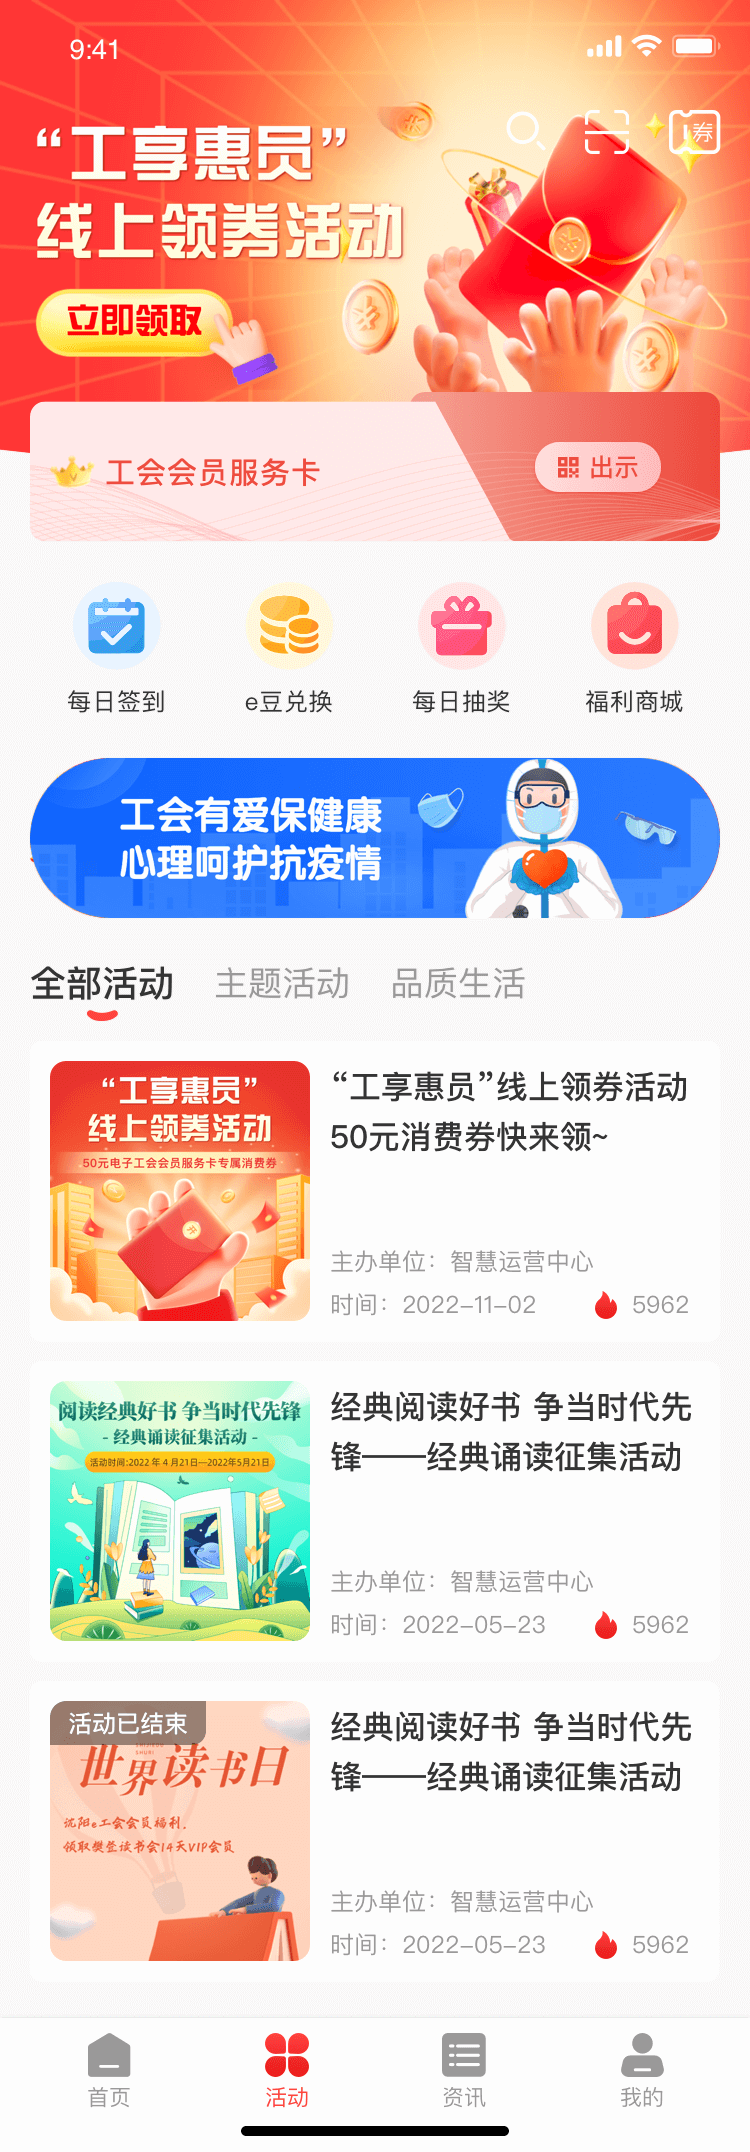 9:41
“工享惠员”
线上领券活动
券
立即领取
工会会员服务卡
出示
每日签到
e豆兑换
每日抽奖
福利商城
工会有爱保健康
心理呵护抗疫情
全部活动 主题活动 品质生活
“工享惠员”
线上领券活动
50元电子工会会员服务卡专属消费券
“工享惠员”线上领券活动
50元消费券快来领~
主办单位：智慧运营中心
时间：2022-11-02 5962
阅读经典好书 争当时代先锋
- 经典诵读征集活动 -
活动时间:2022 年 4 月21日—2022年5月21日
经典阅读好书 争当时代先
锋——经典诵读征集活动
主办单位：智慧运营中心
时间：2022-05-23 5962
活动已结束
世界读书日
沈阳e工会会员福利，
领取樊登读书会14天VIP会员
经典阅读好书 争当时代先
锋——经典诵读征集活动
主办单位：智慧运营中心
时间：2022-05-23 5962
首页
活动
资讯
我的